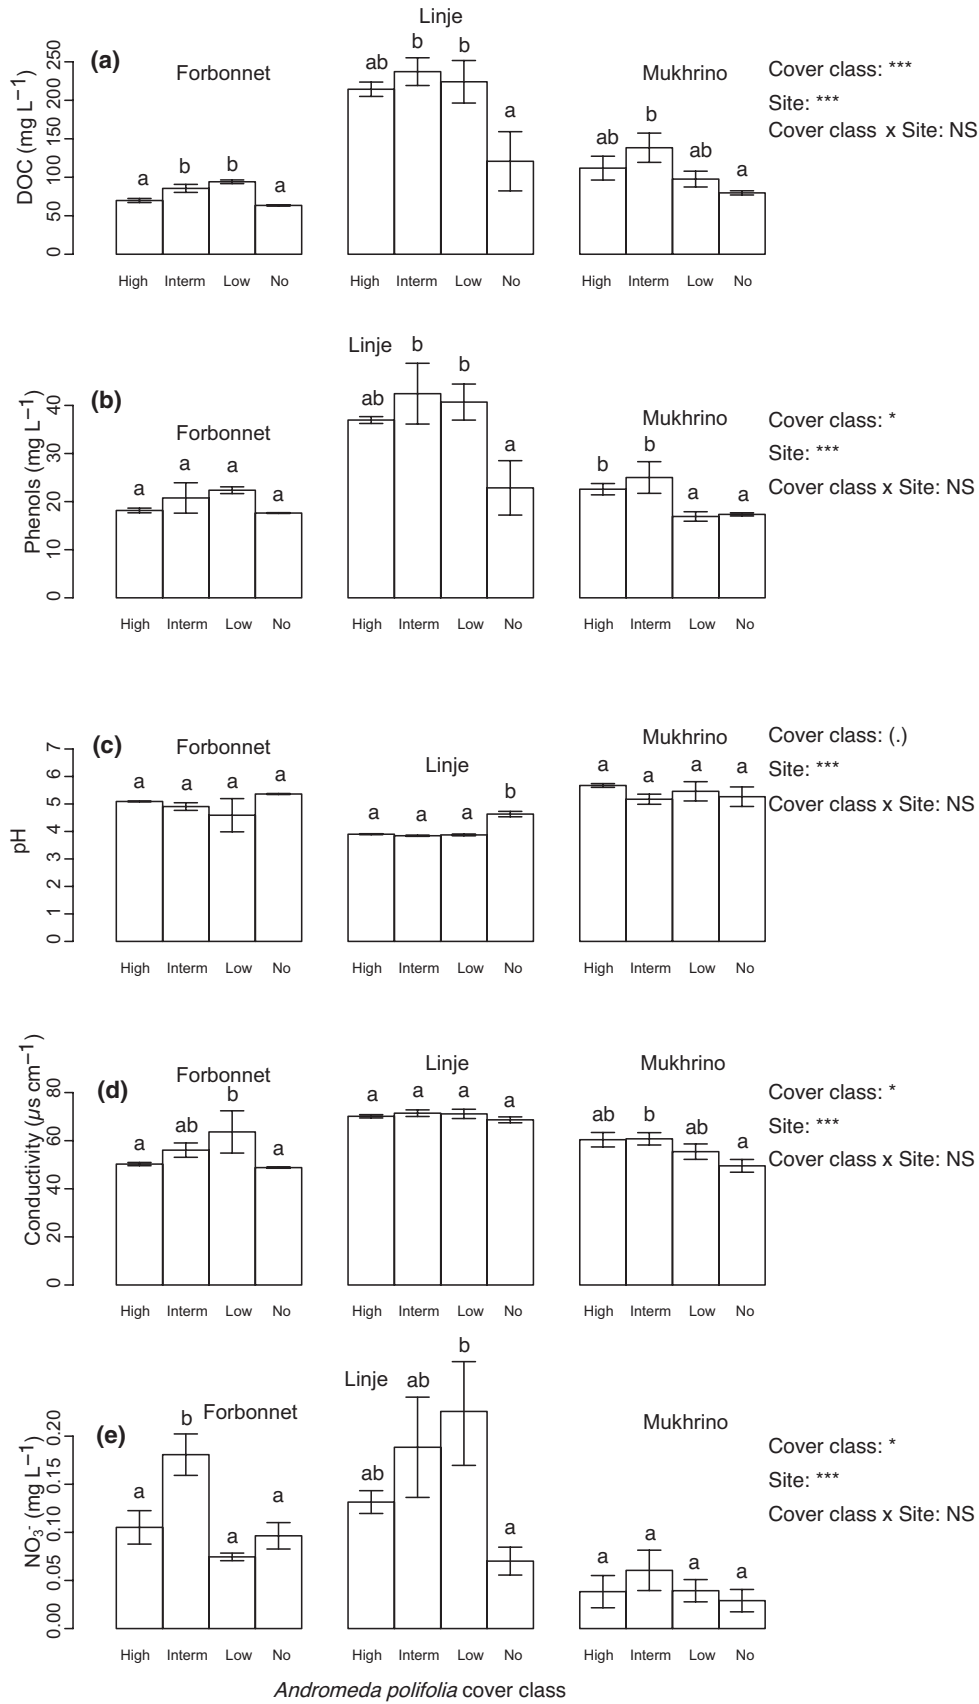 Linje
(a)
Forbonnet
Mukhrino
Cover class: ***
Site: ***
Cover class x Site: NS
DOC (mg L−1)
0 50 100 150 200 250
a b b a
ab b b a
ab b ab a
High Interm Low No
High Interm Low No
High Interm Low No
(b)
Forbonnet
Linje
Mukhrino
Cover class: *
Site: ***
Cover class x Site: NS
Phenols (mg L−1)
0 10 20 30 40
a a a a
ab b b a
b b a a
High Interm Low No
High Interm Low No
High Interm Low No
(c)
Forbonnet
Linje
Mukhrino
Cover class: (.)
Site: ***
Cover class x Site: NS
pH
0 1 2 3 4 5 6 7
a a a a
a a a b
a a a a
High Interm Low No
High Interm Low No
High Interm Low No
(d)
Forbonnet
Linje
Mukhrino
Cover class: *
Site: ***
Cover class x Site: NS
Conductivity (µs cm−1)
0 20 40 60 80
a ab b a
a a a a
ab b ab a
High Interm Low No
High Interm Low No
High Interm Low No
(e)
Forbonnet
Linje
Mukhrino
Cover class: *
Site: ***
Cover class x Site: NS
NO3- (mg L−1)
0.00 0.05 0.10 0.15 0.20
a b a a
ab ab b a
a a a a
High Interm Low No
High Interm Low No
High Interm Low No
Andromeda polifolia cover class